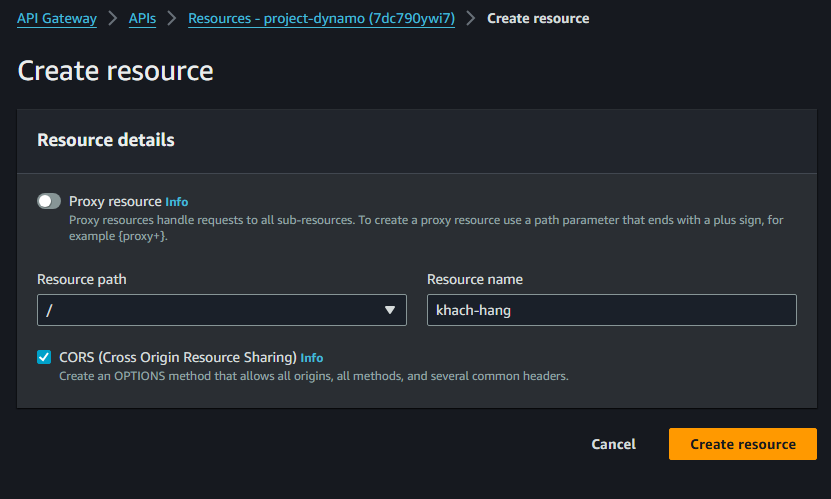 API Gateway > APIs > Resources - project-dynamo (7dc790ywi7) > Create resource
Create resource
Resource details
Proxy resource Info
Proxy resources handle requests to all sub-resources. To create a proxy resource use a path parameter that ends with a plus sign, for
example {proxy+}.
Resource path
/
Resource name
khach-hang
CORS (Cross Origin Resource Sharing) Info
Create an OPTIONS method that allows all origins, all methods, and several common headers.
Cancel
Create resource